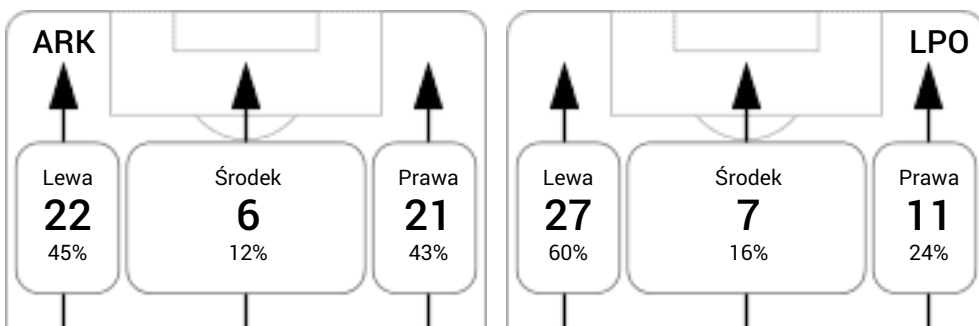 ARK
Lewa
22
45%
Środek
6
12%
Prawa
21
43%
LPO
Lewa
27
60%
Środek
7
16%
Prawa
11
24%